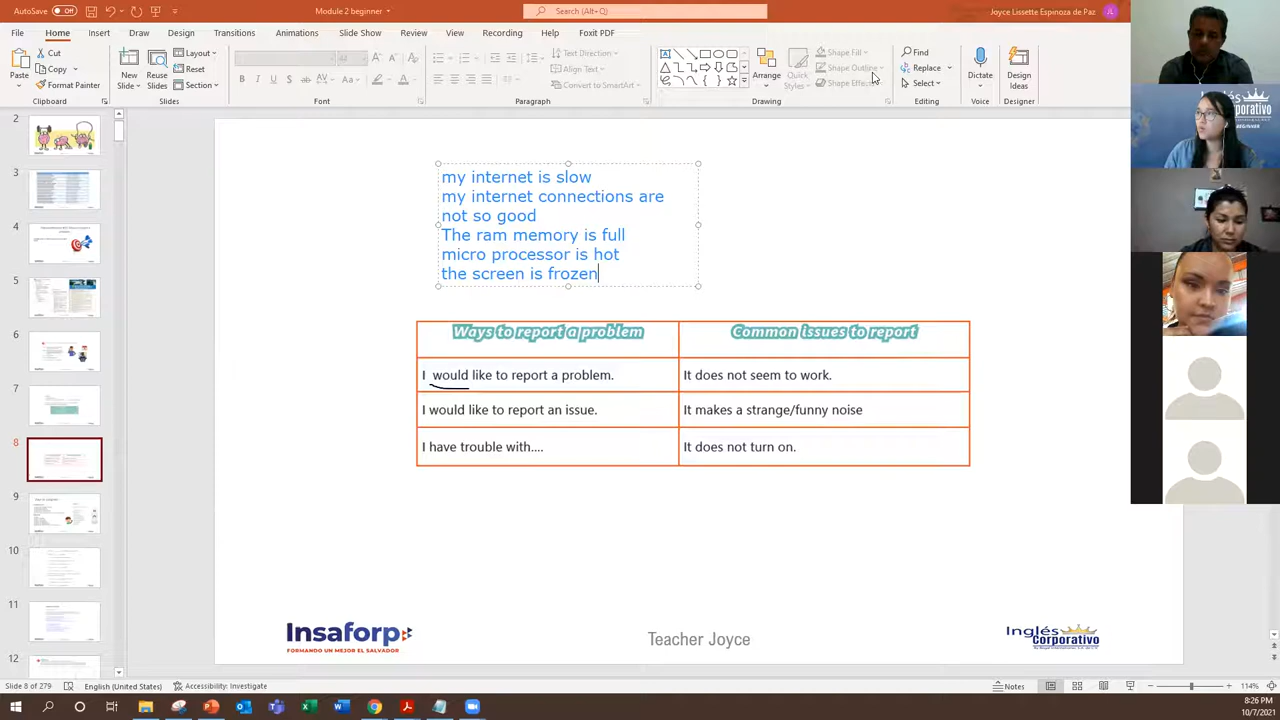 AutoSave Off
Module 2 beginner
Search (Alt+Q)
Joyce Lissette Espinoza de Paz
File Home Insert Draw Design Transitions Animations Slide Show Review View Recording Help Foxit PDF
Cut
Copy
Format Painter
Paste
Clipboard
New Slide
Reuse Slides
Layout
Reset
Section
Slides
Font
Text Direction
Align Text
Convert to SmartArt
Paragraph
Arrange
Quick Styles
Shape Fill
Shape Outline
Shape Effects
Drawing
Find
Replace
Select
Editing
Dictate
Voice
Design Ideas
Designer
my internet is slow
my internet connections are
not so good
The ram memory is full
micro processor is hot
the screen is frozen
Ways to report a problem Common issues to report
I would like to report a problem. It does not seem to work.
I would like to report an issue. It makes a strange/funny noise
I have trouble with.... It does not turn on.
Insaforp
FORMANDO UN MEJOR EL SALVADOR
Teacher Joyce
Inglés
Corporativo
2
6
7
8
9
10
11
12
Slide 8 of 279 English (United States) Accessibility: Investigate
Notes
114%
8:26 PM
10/7/2021